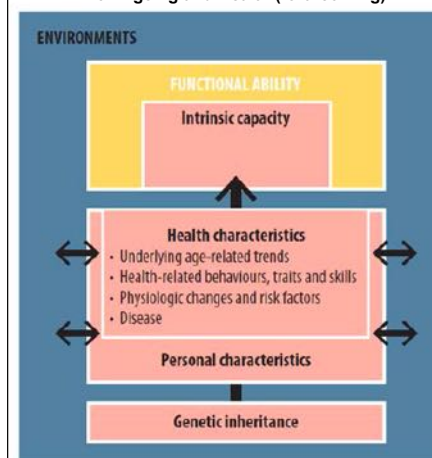 ENVIRONMENTS
FUNCTIONAL ABILITY
Intrinsic capacity
Health characteristics
• Underlying age-related trends
• Health-related behaviours, traits and skills
• Physiologic changes and risk factors
• Disease
Personal characteristics
Genetic inheritance